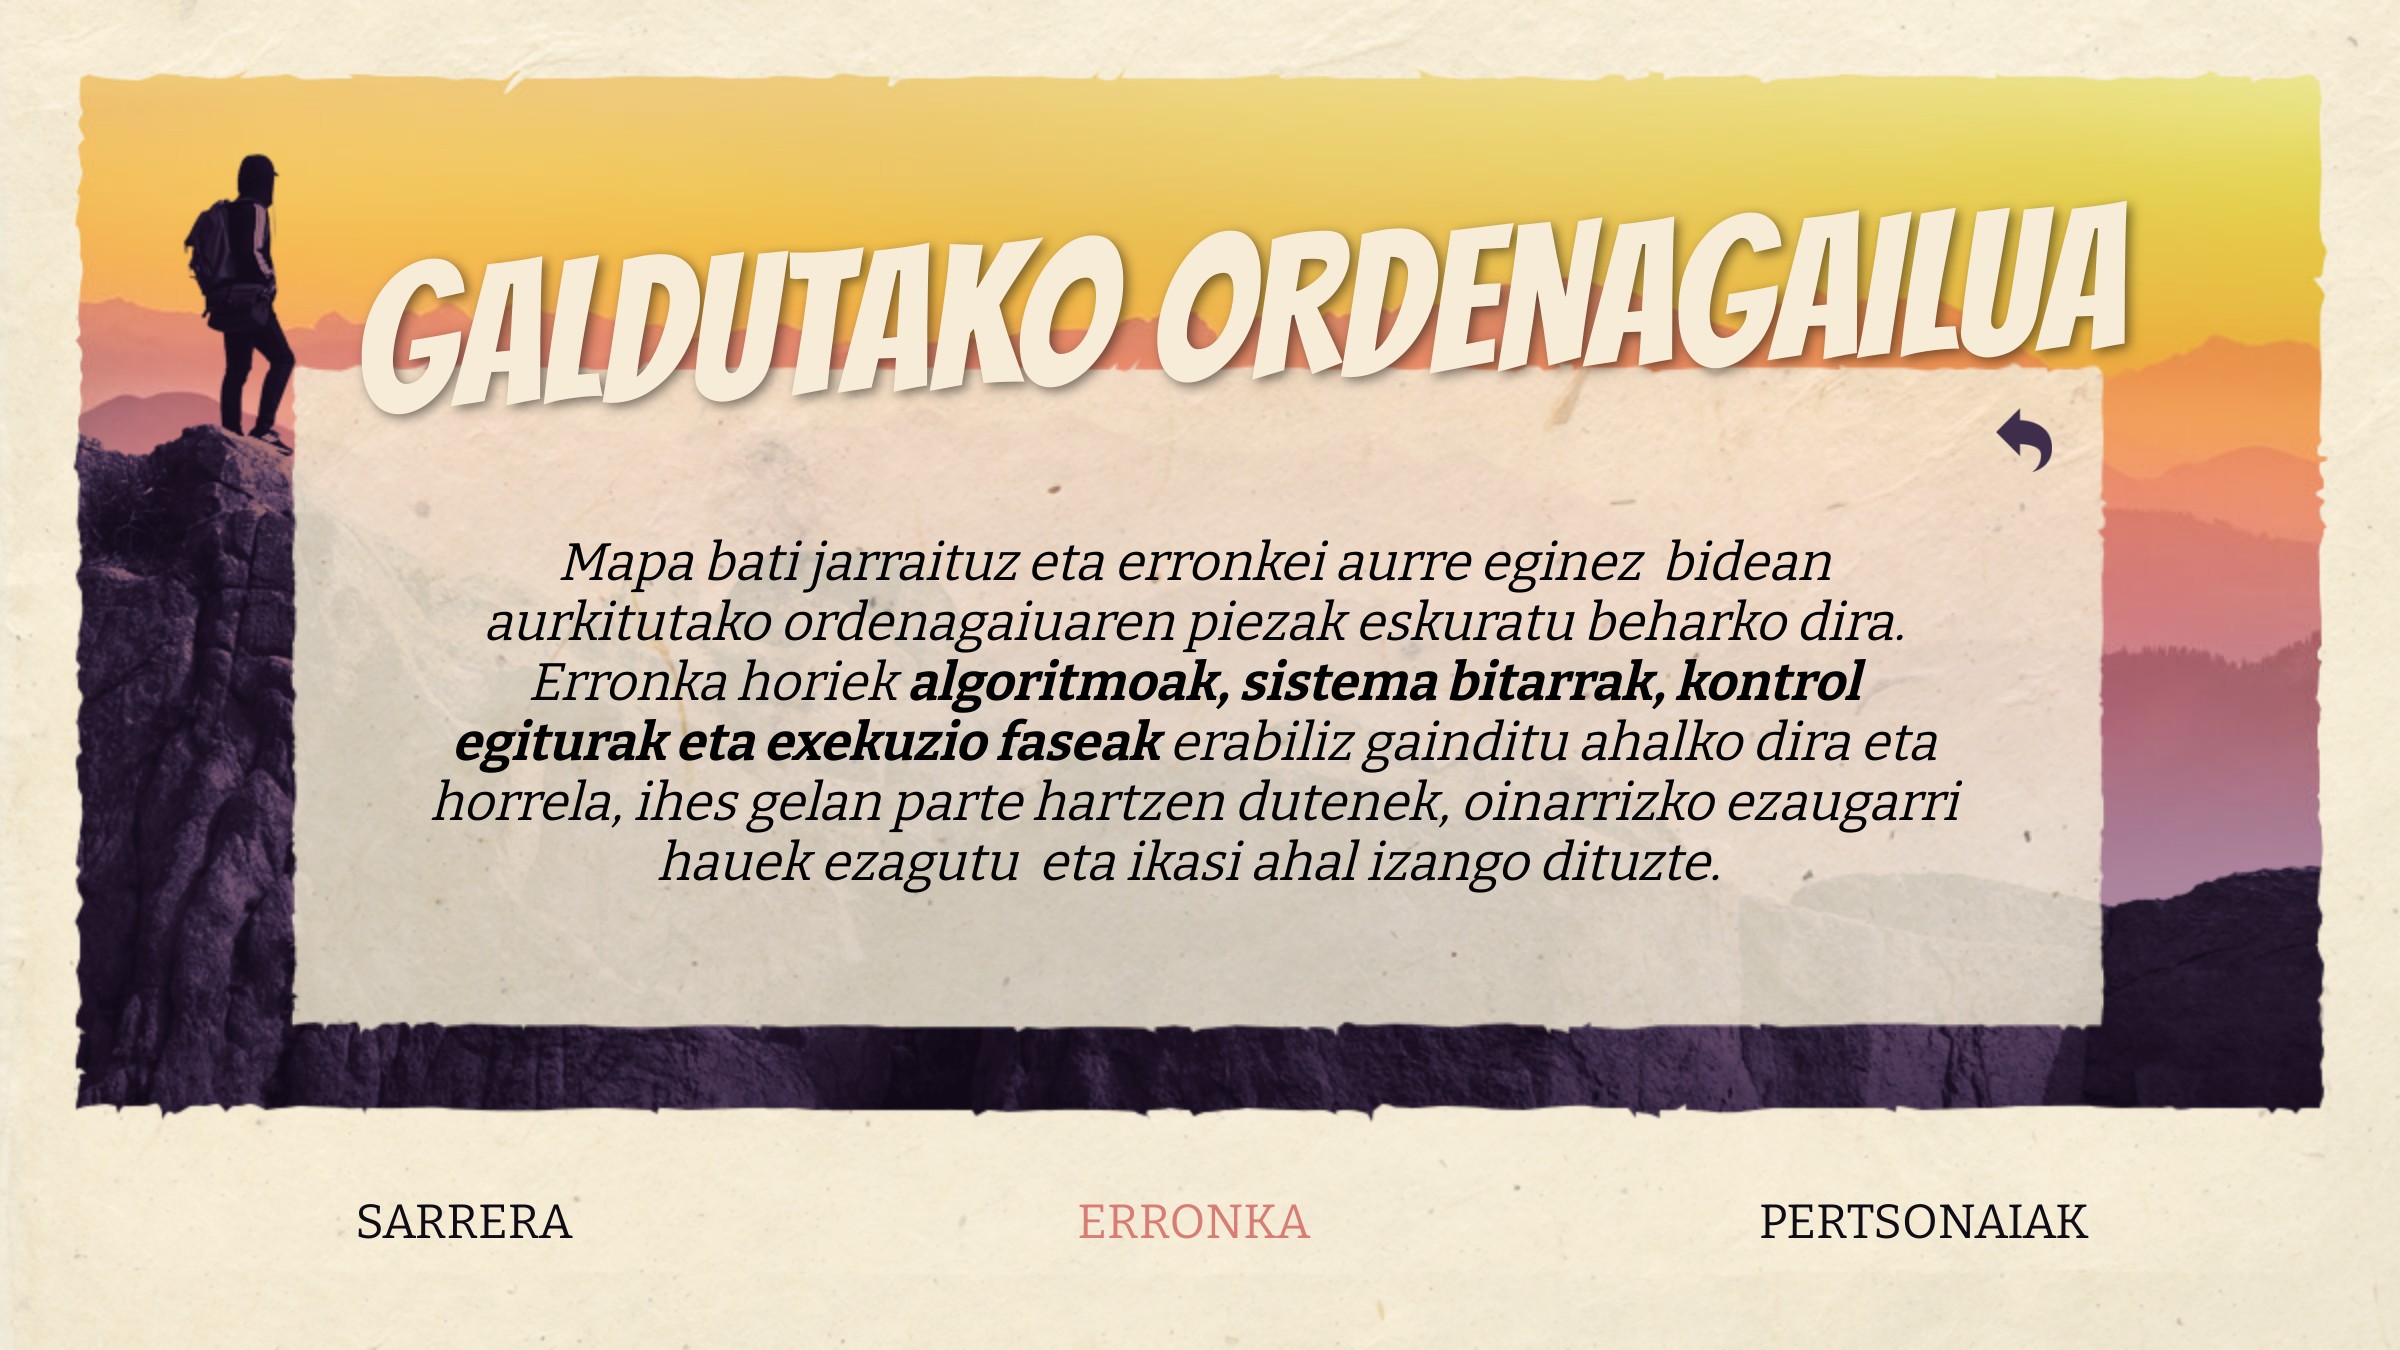 GALDUTAKO ORDENAGAILUA
Mapa bati jarraituz eta erronkei aurre eginez  bidean
aurkitutako ordenagaiuaren piezak eskuratu beharko dira.
Erronka horiek algoritmoak, sistema bitarrak, kontrol
egiturak eta exekuzio faseak erabiliz gainditu ahalko dira eta
horrela, ihes gelan parte hartzen dutenek, oinarrizko ezaugarri
hauek ezagutu  eta ikasi ahal izango dituzte.
SARRERA
ERRONKA
PERTSONAIAK